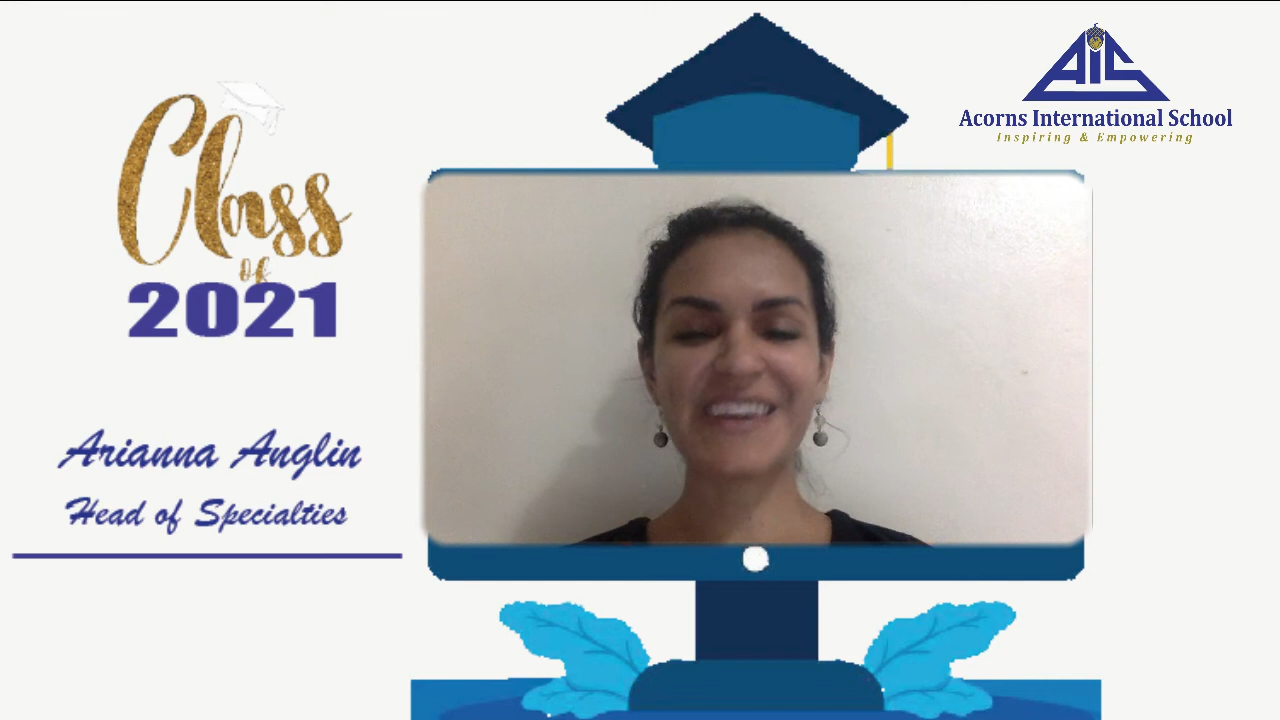 Class
of
2021
Arianna Anglin
Head of Specialties
AIS
Acorns International School
Inspiring & Empowering